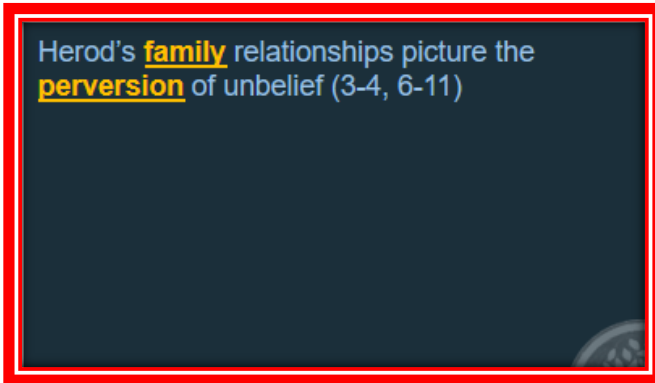 Herod’s family relationships picture the
perversion of unbelief (3-4, 6-11)